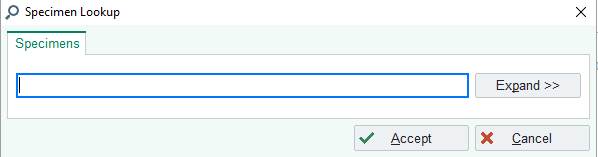 Specimen Lookup
Specimens
Expand >>
Accept
Cancel